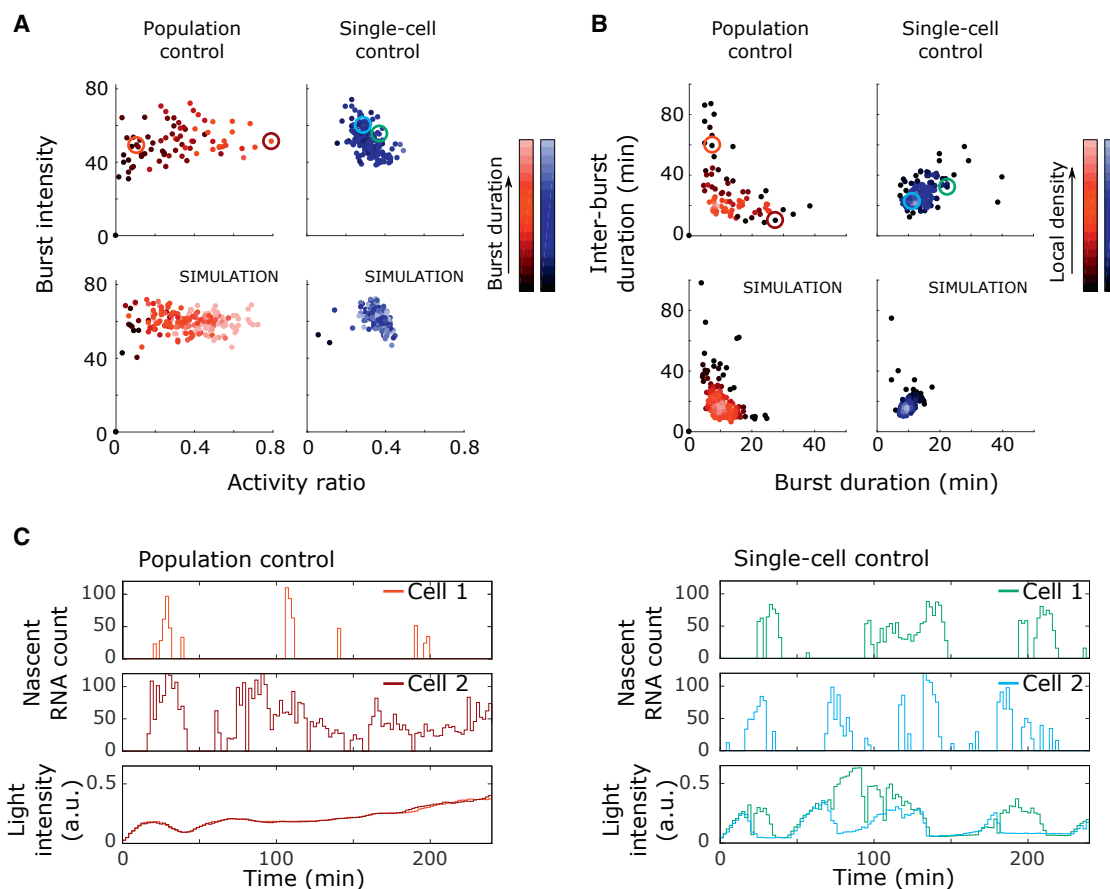 A
Population control
Single-cell control
Burst intensity
80
40
0
80
40
0
SIMULATION
SIMULATION
0
0.4
0.8
0
0.4
0.8
Activity ratio
Burst duration
B
Population control
Single-cell control
Inter-burst duration (min)
80
40
0
80
40
0
SIMULATION
SIMULATION
0
20
40
0
20
40
Burst duration (min)
Local density
C
Population control
Nascent RNA count
100
50
0
Cell 1
100
50
0
Cell 2
Light intensity (a.u.)
0.5
0
0
100
200
Time (min)
Single-cell control
Nascent RNA count
100
50
0
Cell 1
100
50
0
Cell 2
Light intensity (a.u.)
0.5
0
0
100
200
Time (min)